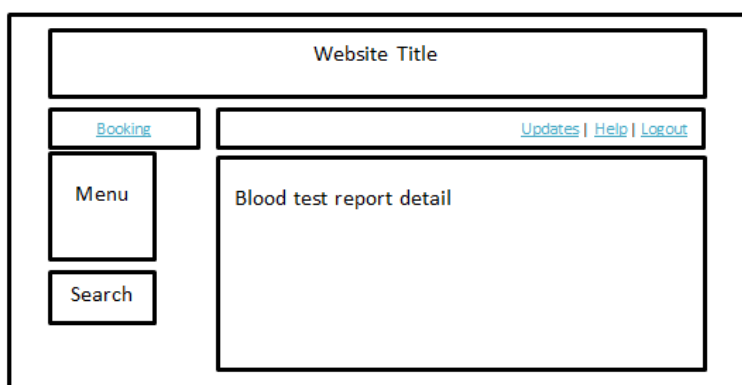 Website Title
Booking
Updates | Help | Logout
Menu
Blood test report detail
Search